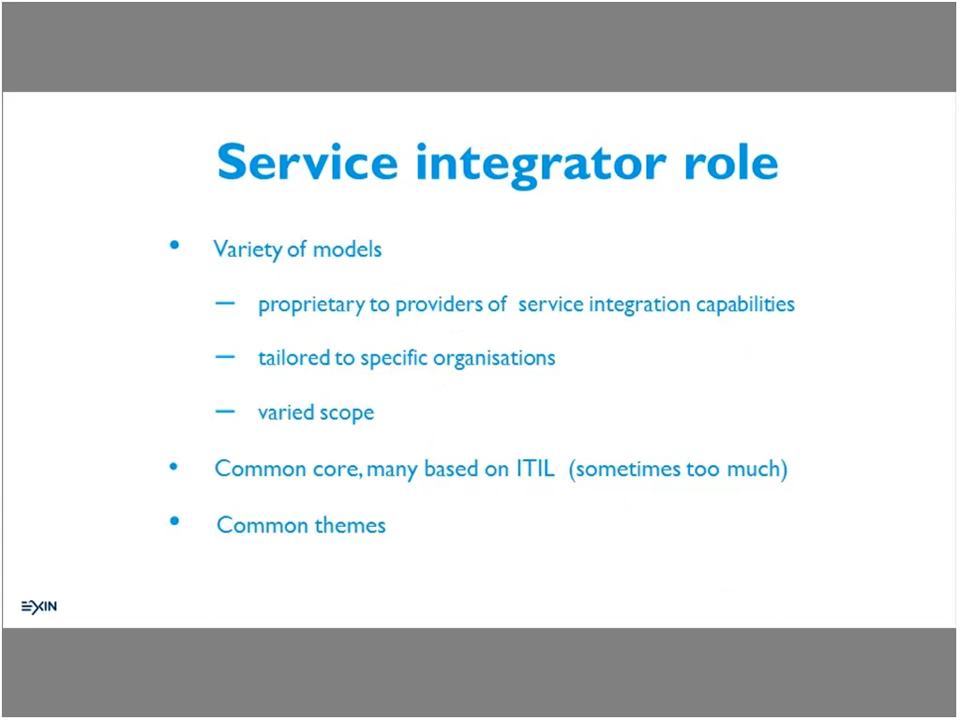 Service integrator role
• Variety of models
— proprietary to providers of service integration capabilities
— tailored to specific organisations
— varied scope
• Common core, many based on ITIL (sometimes too much)
• Common themes
EXIN